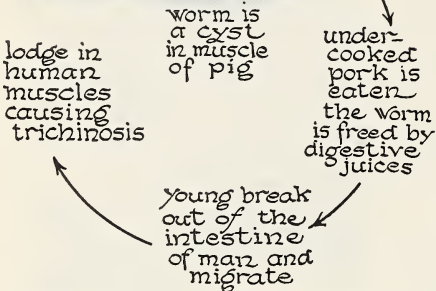 worm is
a cyst
in muscle
of pig
under-
cooked
pork is
eaten
the worm
is freed by
digestive
juices
young break
out of the
intestine
of man and
migrate
lodge in
human
muscles
causing
trichinosis